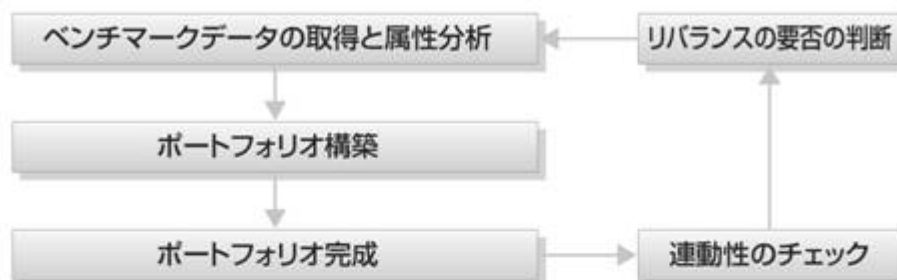 ベンチマークデータの取得と属性分析
リバランスの要否の判断
ポートフォリオ構築
ポートフォリオ完成
連動性のチェック